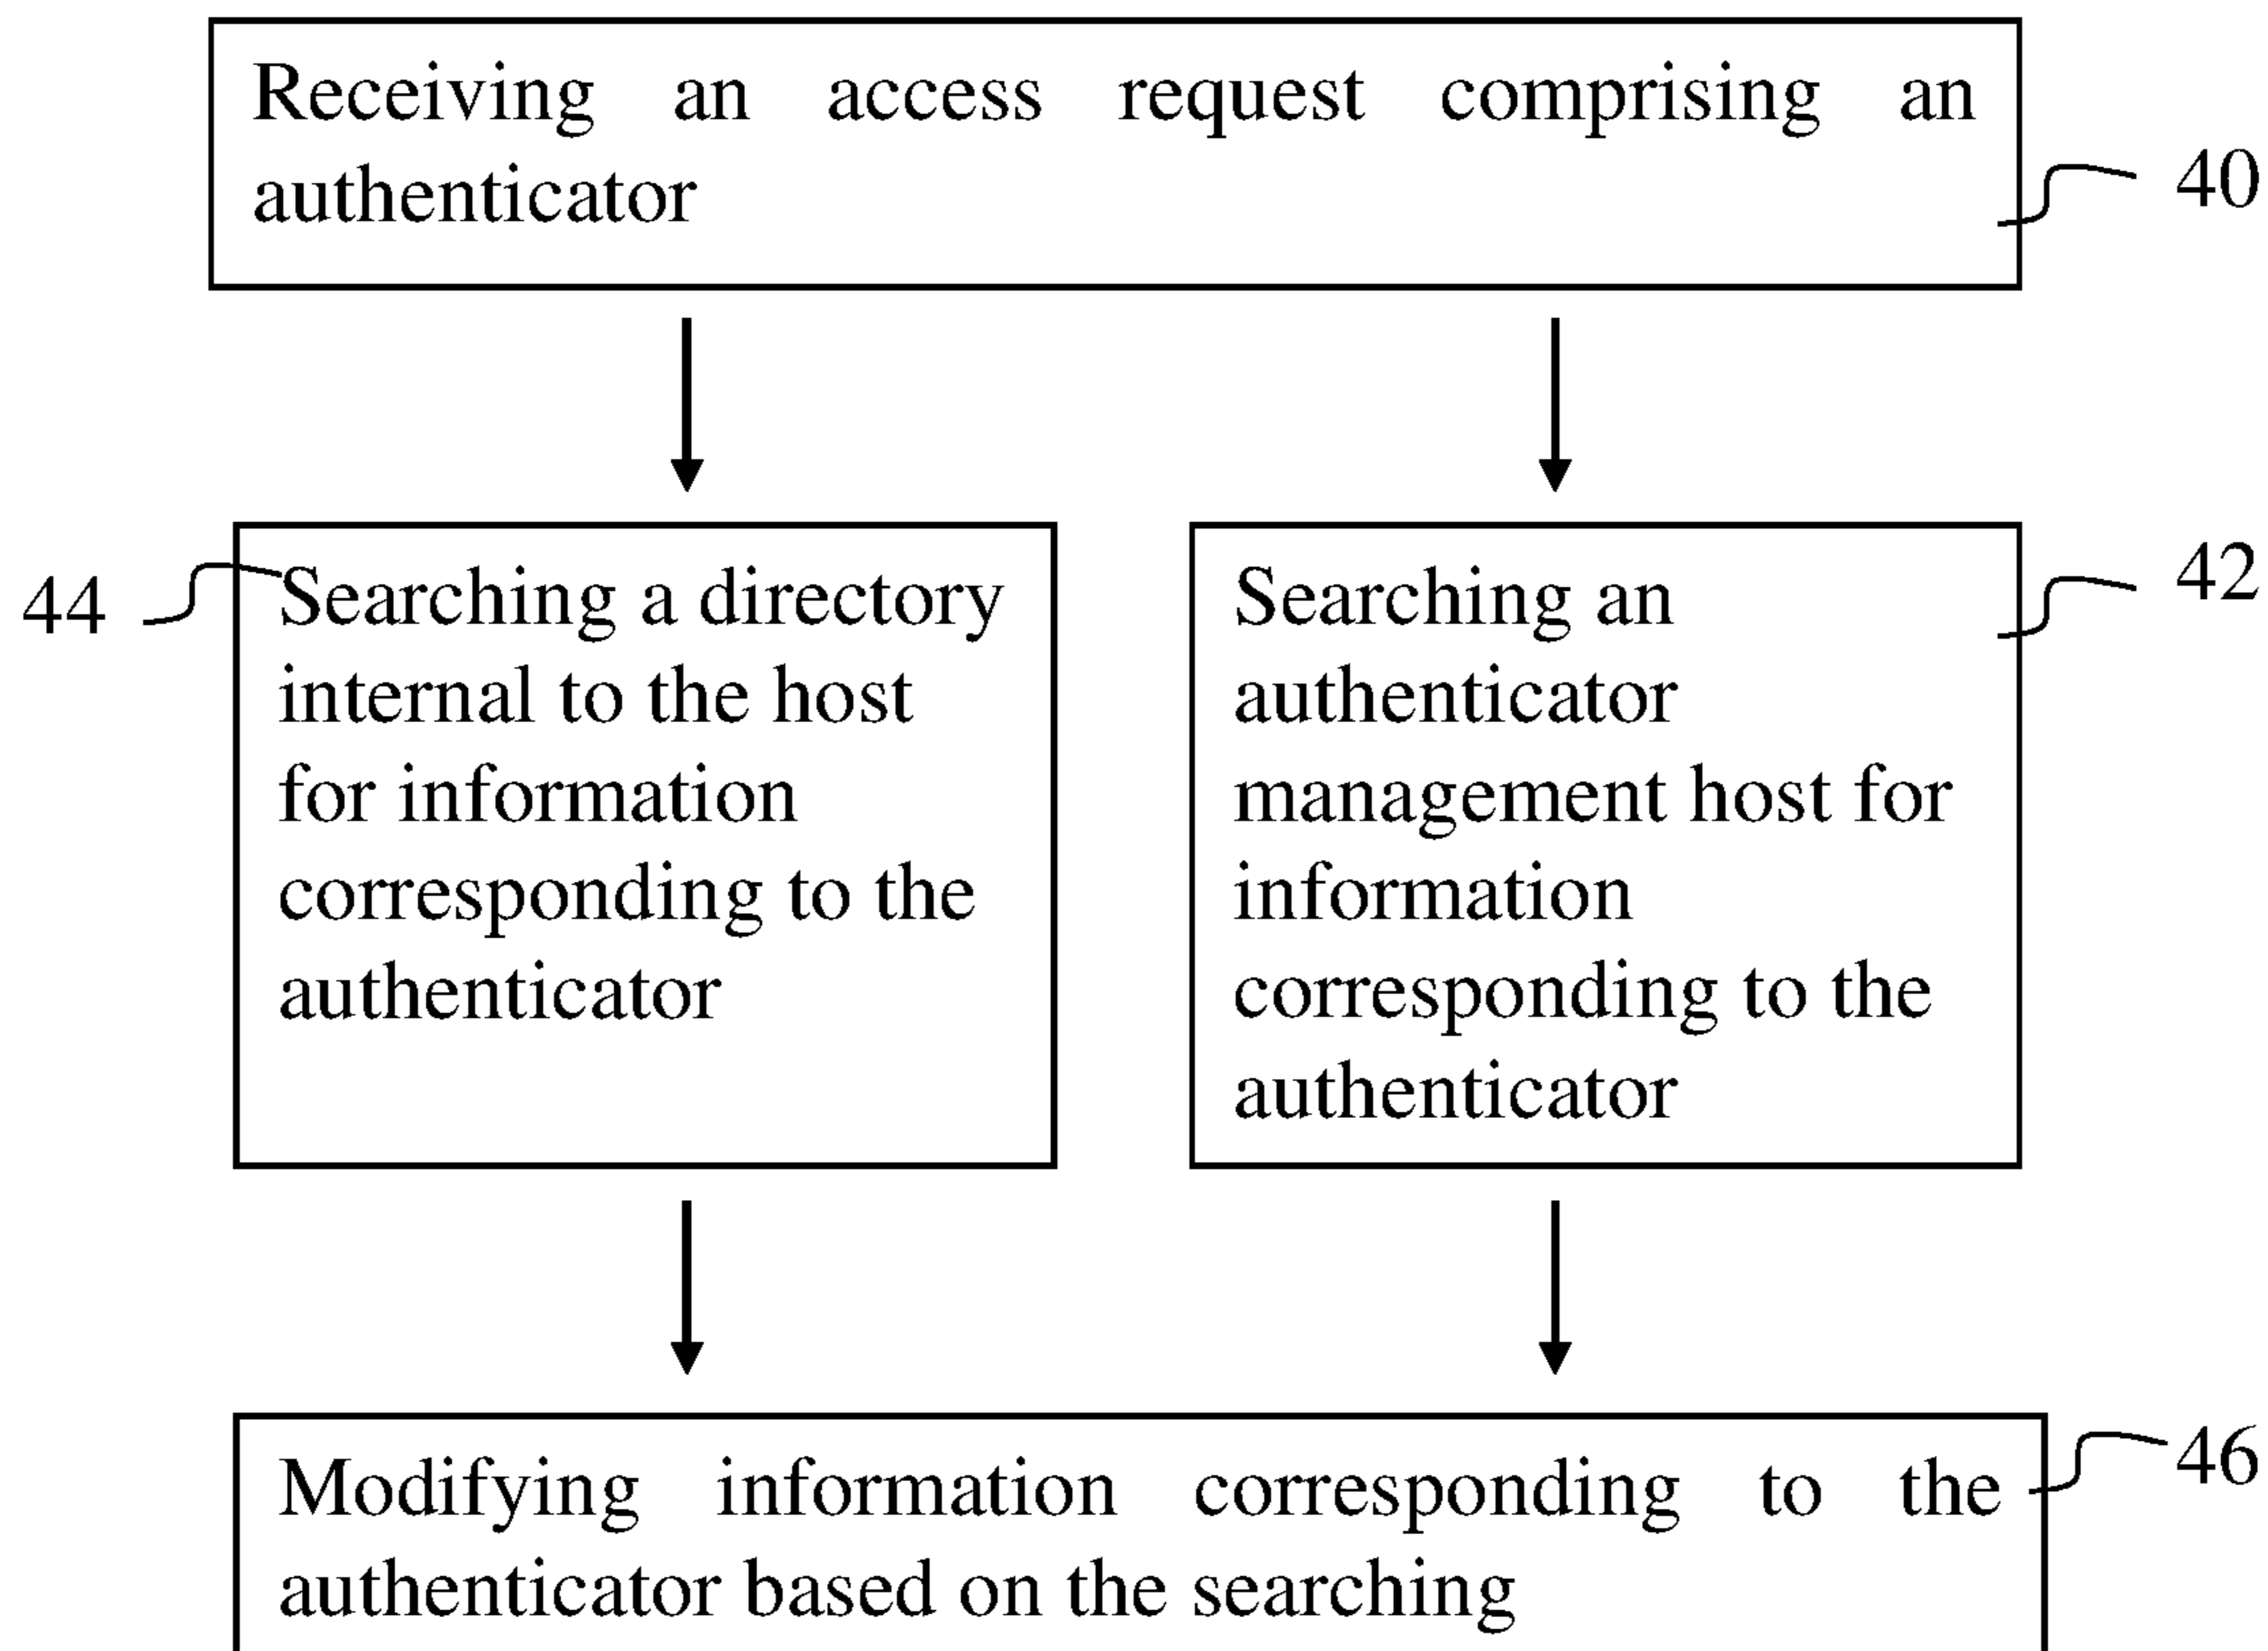 Receiving an access request comprising an
authenticator
40
44
Searching a directory
internal to the host
for information
corresponding to the
authenticator
42
Searching an
authenticator
management host for
information
corresponding to the
authenticator
46
Modifying information corresponding to the
authenticator based on the searching